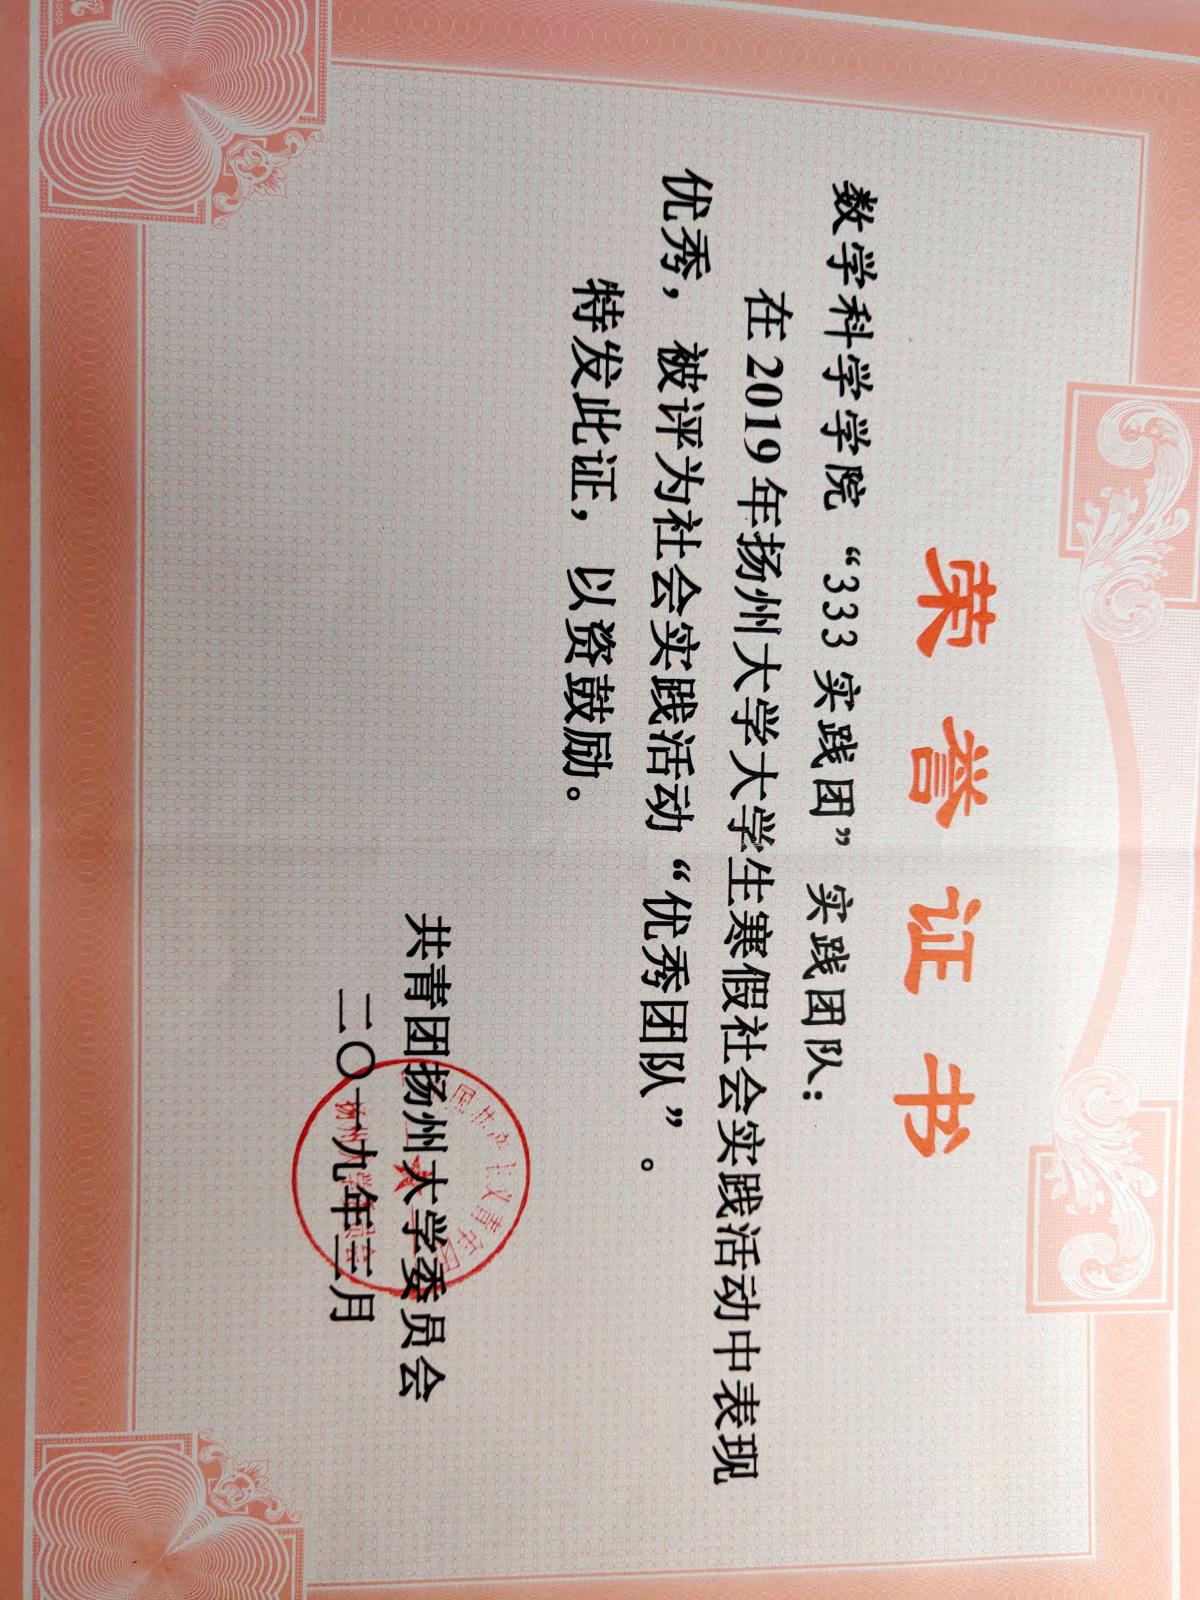 荣誉证书
数学科学学院“333实践团”实践团队：
在2019年扬州大学大学生寒假社会实践活动中表现
优秀，被评为社会实践活动“优秀团队”。
特发此证，以资鼓励。
共青团扬州大学委员会
二〇一九年三月